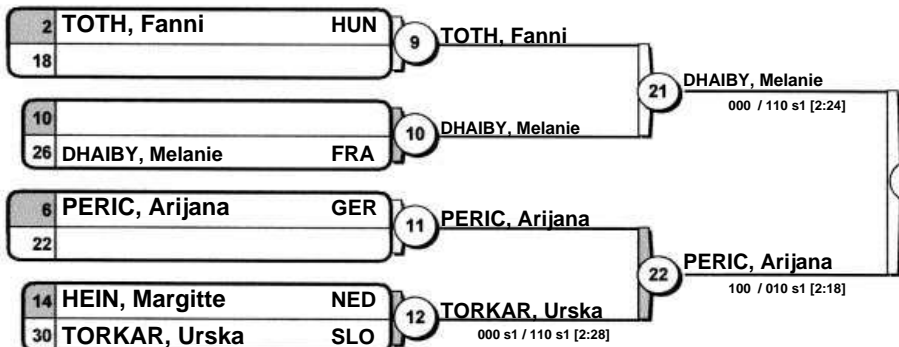 2 TOTH, Fanni HUN
18
9 TOTH, Fanni
10
26 DHAIBY, Melanie FRA
10 DHAIBY, Melanie
21 DHAIBY, Melanie
000 / 110 s1 [2:24]
6 PERIC, Arijana GER
22
11 PERIC, Arijana
14 HEIN, Margitte NED
30 TORKAR, Urska SLO
12 TORKAR, Urska
000 s1 / 110 s1 [2:28]
22 PERIC, Arijana
100 / 010 s1 [2:18]